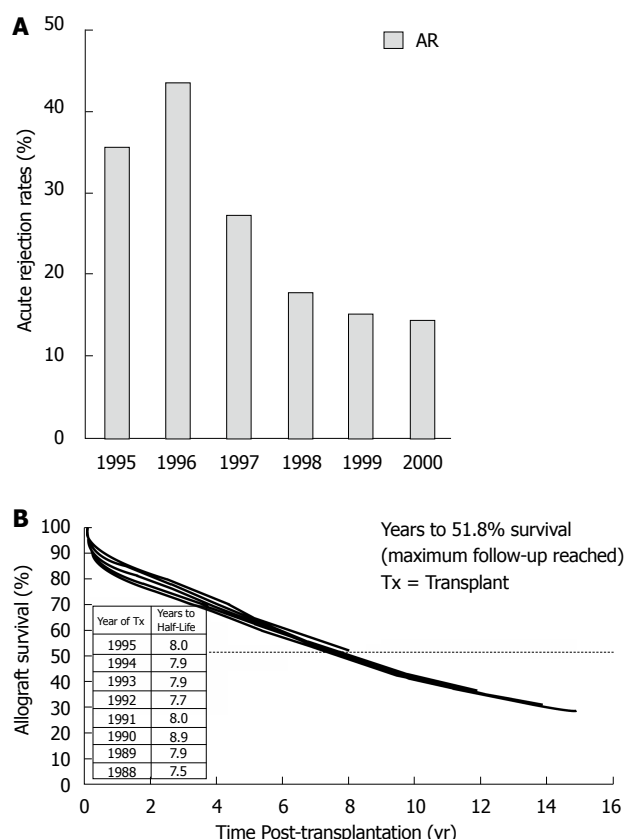 A
50
40
30
20
10
0
Acute rejection rates (%)
AR
1995 1996 1997 1998 1999 2000
B
100
90
80
70
60
50
40
30
20
10
0
Allograft survival (%)
Years to 51.8% survival
(maximum follow-up reached)
Tx = Transplant
Year of Tx Years to
Half-Life
1995 8.0
1994 7.9
1993 7.9
1992 7.7
1991 8.0
1990 8.9
1989 7.9
1988 7.5
0 2 4 6 8 10 12 14 16
Time Post-transplantation (yr)